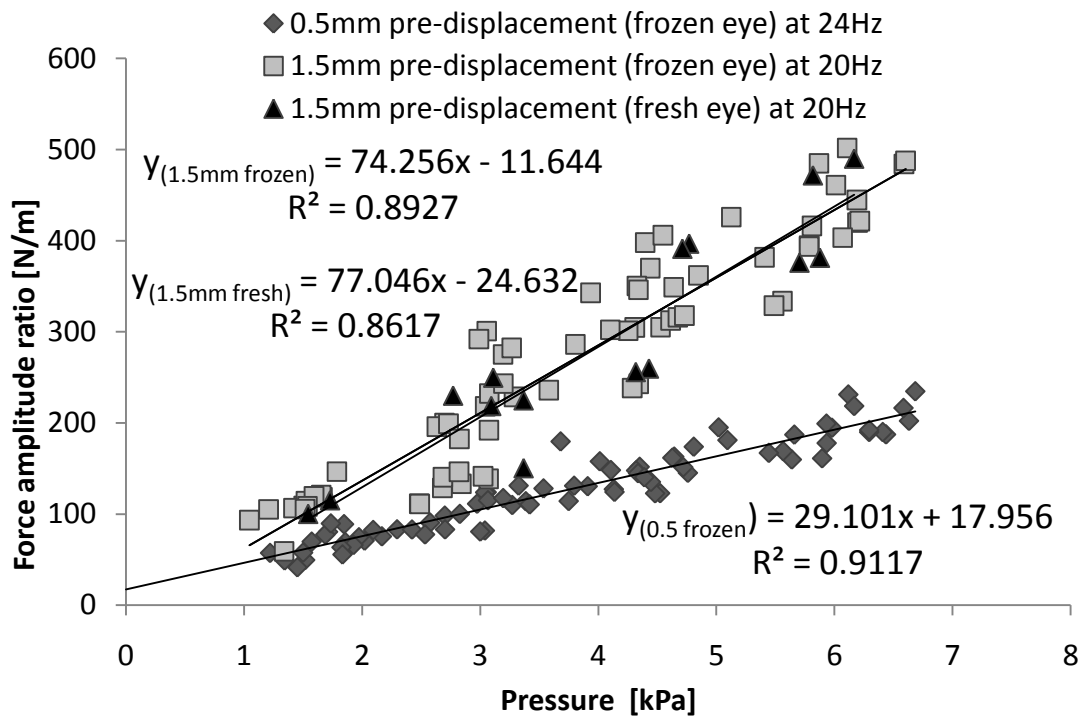 0.5mm pre-displacement (frozen eye) at 24Hz
1.5mm pre-displacement (frozen eye) at 20Hz
1.5mm pre-displacement (fresh eye) at 20Hz
y(1.5mm frozen) = 74.256x - 11.644
R² = 0.8927
y(1.5mm fresh) = 77.046x - 24.632
R² = 0.8617
y(0.5 frozen) = 29.101x + 17.956
R² = 0.9117
Force amplitude ratio [N/m]
600
500
400
300
200
100
0
0 1 2 3 4 5 6 7 8
Pressure [kPa]